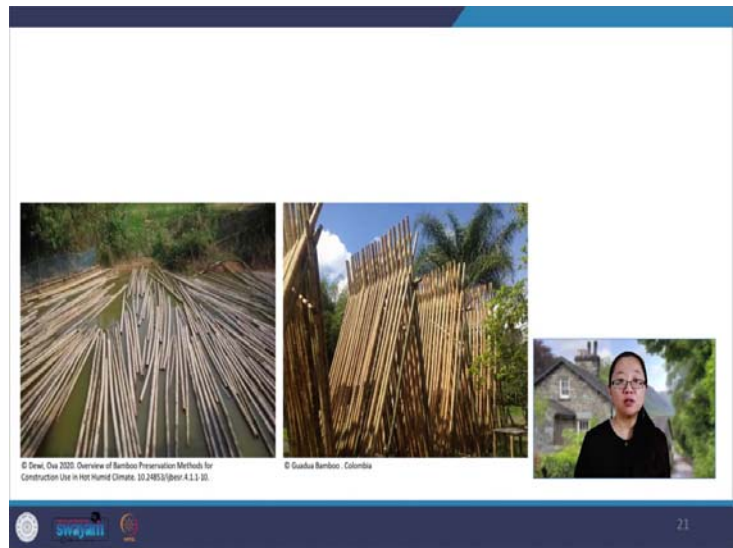 © Dewi, Ova 2020. Overview of Bamboo Preservation Methods for
Construction Use in Hot Humid Climate. 10.24853/ijbesr.4.1.1-10.
© Guadua Bamboo . Colombia
swayam
21